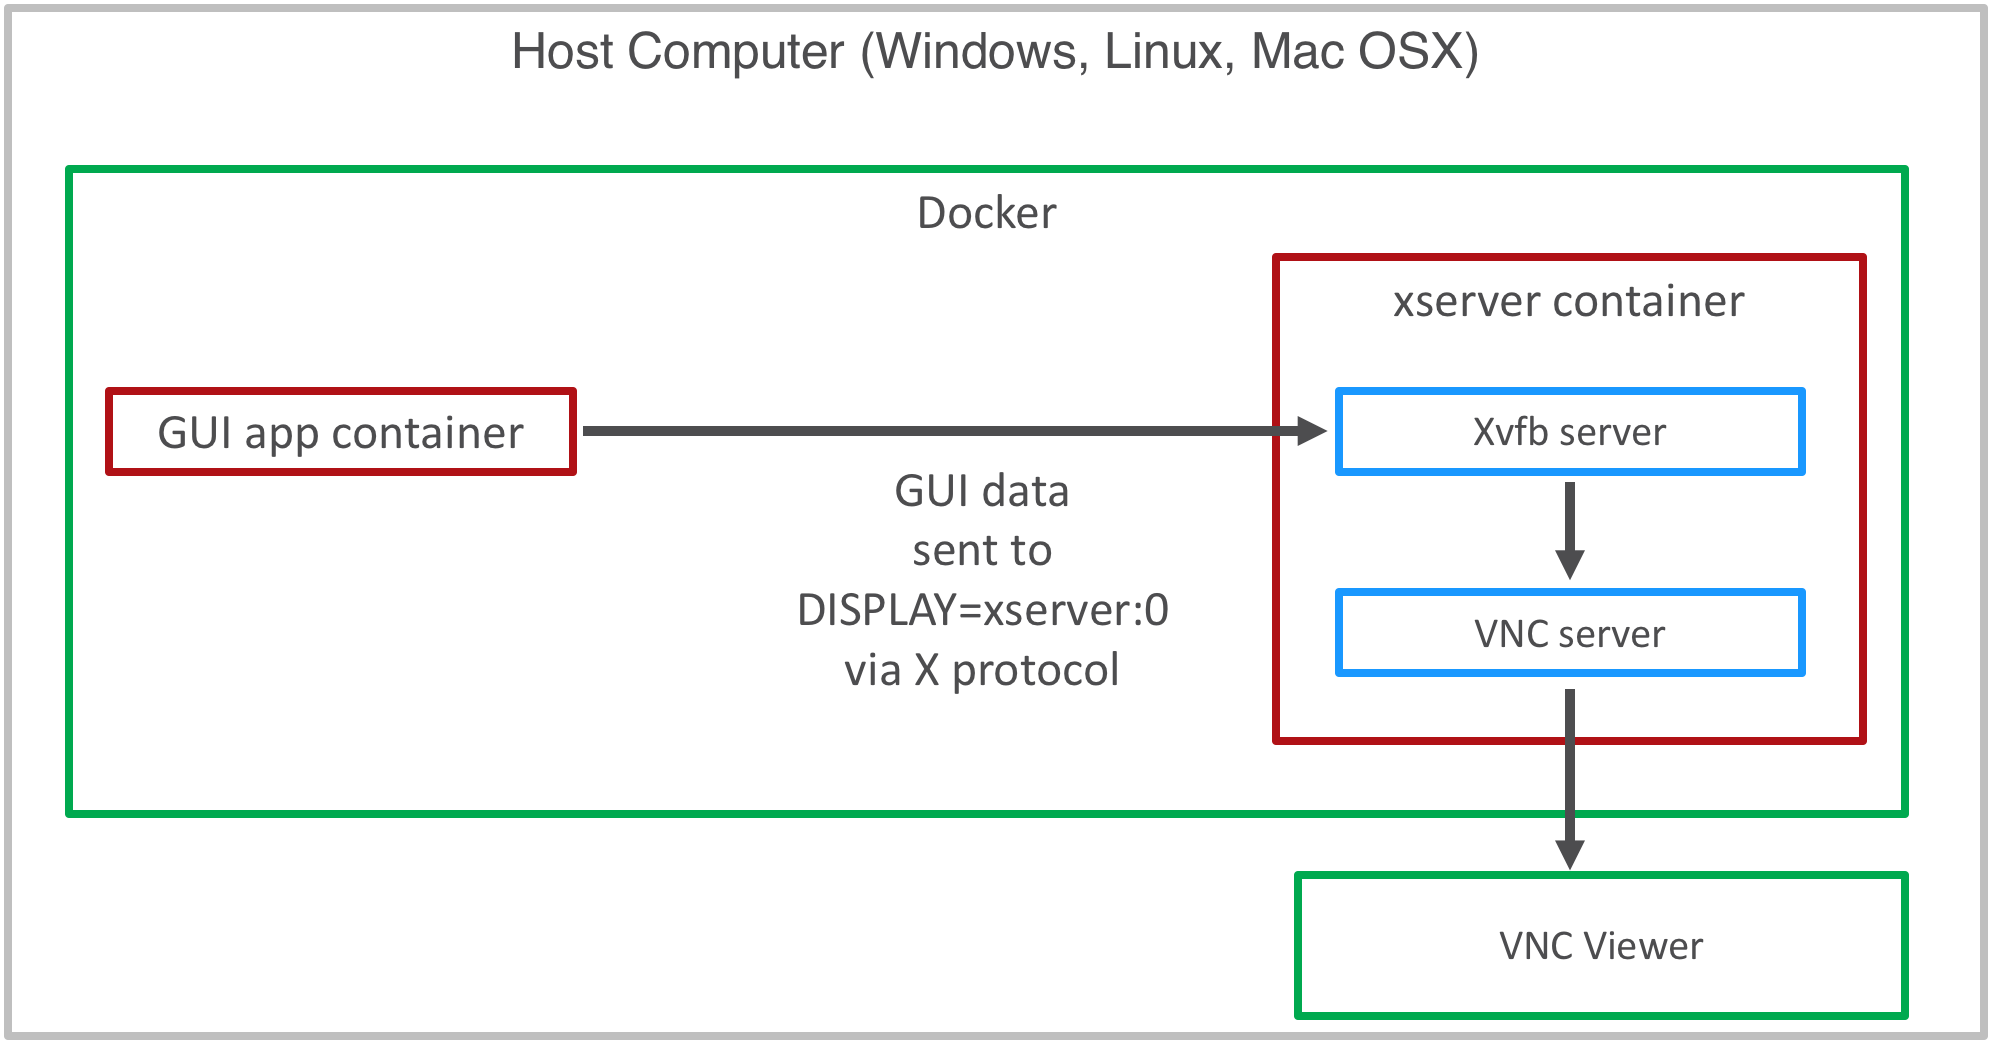 Host Computer (Windows, Linux, Mac OSX)
Docker
xserver container
GUI app container
Xvfb server
GUI data
sent to
DISPLAY=xserver:0
via X protocol
VNC server
VNC Viewer